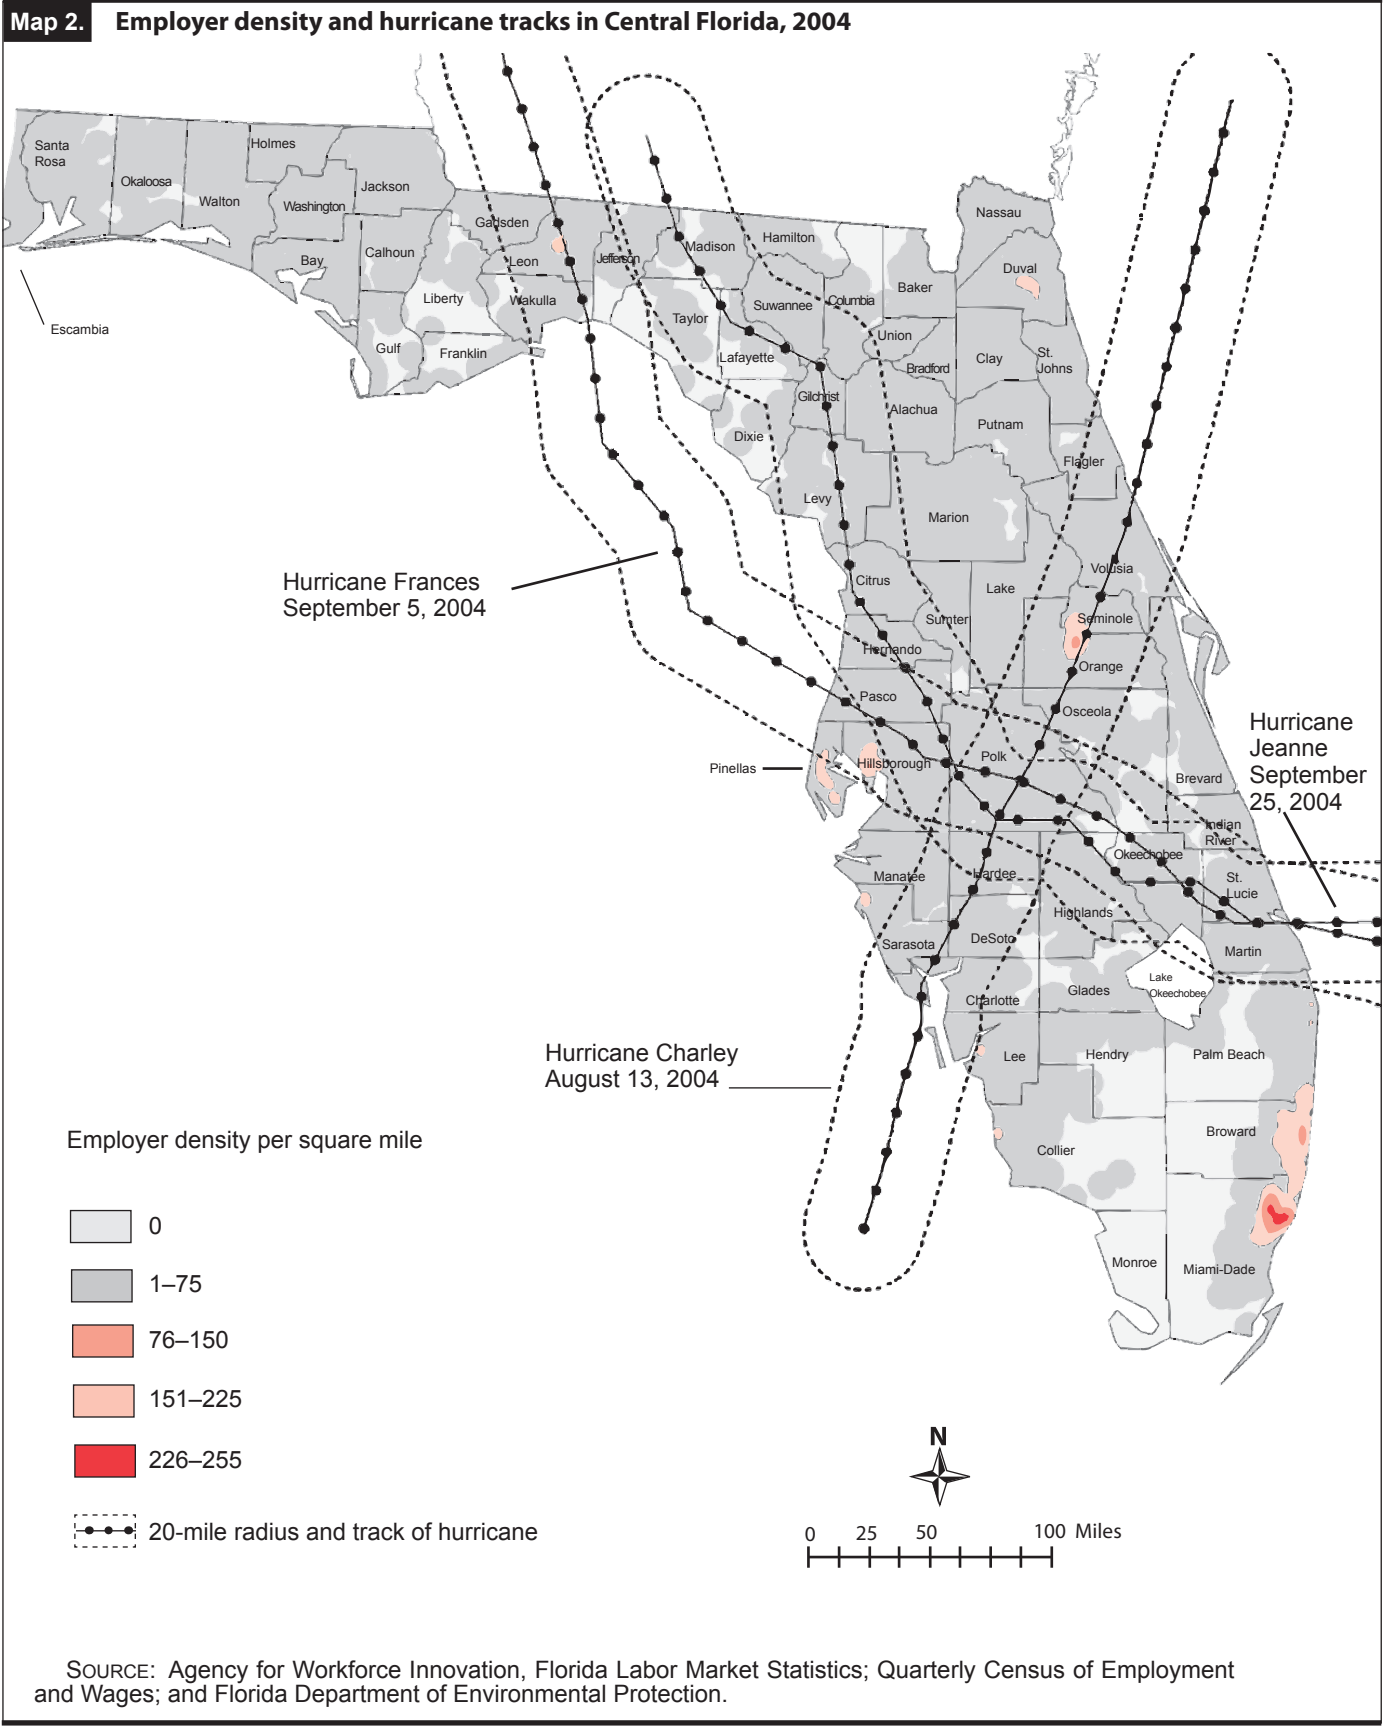 Map 2. Employer density and hurricane tracks in Central Florida, 2004
Santa
Rosa
Okaloosa
Walton
Holmes
Washington
Jackson
Bay
Calhoun
Gulf
Liberty
Franklin
Gadsden
Leon
Wakulla
Jefferson
Madison
Taylor
Hamilton
Suwannee
Lafayette
Columbia
Baker
Nassau
Duval
Union
Bradford
Clay
St.
Johns
Gilchrist
Alachua
Putnam
Dixie
Flagler
Levy
Marion
Escambia
Volusia
Citrus
Lake
Sumter
Seminole
Hernando
Orange
Pasco
Osceola
Pinellas
Hillsborough
Polk
Brevard
Indian
River
Okeechobee
Manatee
Hardee
St.
Lucie
Highlands
Sarasota
DeSoto
Martin
Charlotte
Glades
Lake
Okeechobee
Lee
Hendry
Palm Beach
Collier
Broward
Monroe
Miami-Dade
Hurricane Frances
September 5, 2004
Hurricane
Jeanne
September
25, 2004
Hurricane Charley
August 13, 2004
Employer density per square mile
0
1–75
76–150
151–225
226–255
20-mile radius and track of hurricane
N
0 25 50 100 Miles
SOURCE: Agency for Workforce Innovation, Florida Labor Market Statistics; Quarterly Census of Employment
and Wages; and Florida Department of Environmental Protection.